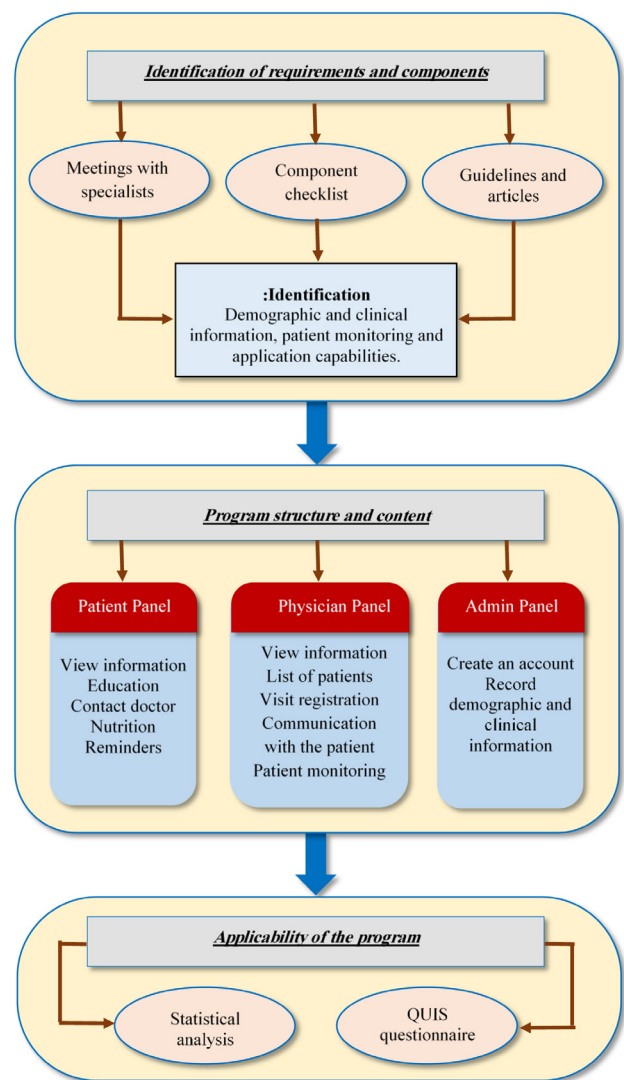 Identification of requirements and components
Meetings with
specialists
Component
checklist
Guidelines and
articles
:Identification
Demographic and clinical
information, patient monitoring and
application capabilities.
Program structure and content
Patient Panel
View information
Education
Contact doctor
Nutrition
Reminders
Physician Panel
View information
List of patients
Visit registration
Communication
with the patient
Patient monitoring
Admin Panel
Create an account
Record
demographic and
clinical
information
Applicability of the program
Statistical
analysis
QUIS
questionnaire